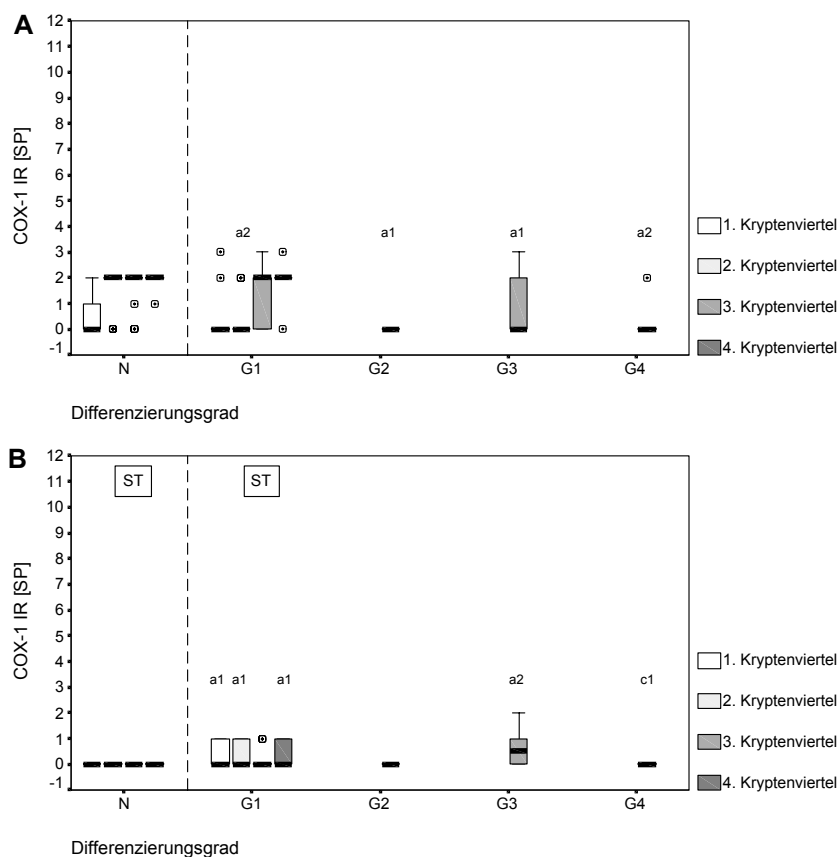 A
COX-1 IR [SP]
12
11
10
9
8
7
6
5
4
3
2
1
0
-1
a2 a1 a1 a2
N G1 G2 G3 G4
Differenzierungsgrad
1. Kryptenviertel
2. Kryptenviertel
3. Kryptenviertel
4. Kryptenviertel
B
COX-1 IR [SP]
12
11
10
9
8
7
6
5
4
3
2
1
0
-1
ST ST
a1 a1 a1 a2 c1
N G1 G2 G3 G4
Differenzierungsgrad
1. Kryptenviertel
2. Kryptenviertel
3. Kryptenviertel
4. Kryptenviertel